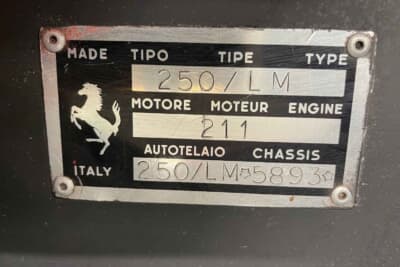 MADE TIPO TIPE TYPE
250/LM
MOTORE MOTEUR ENGINE
211
AUTOTELAIO CHASSIS
ITALY 250/LM☆5893☆